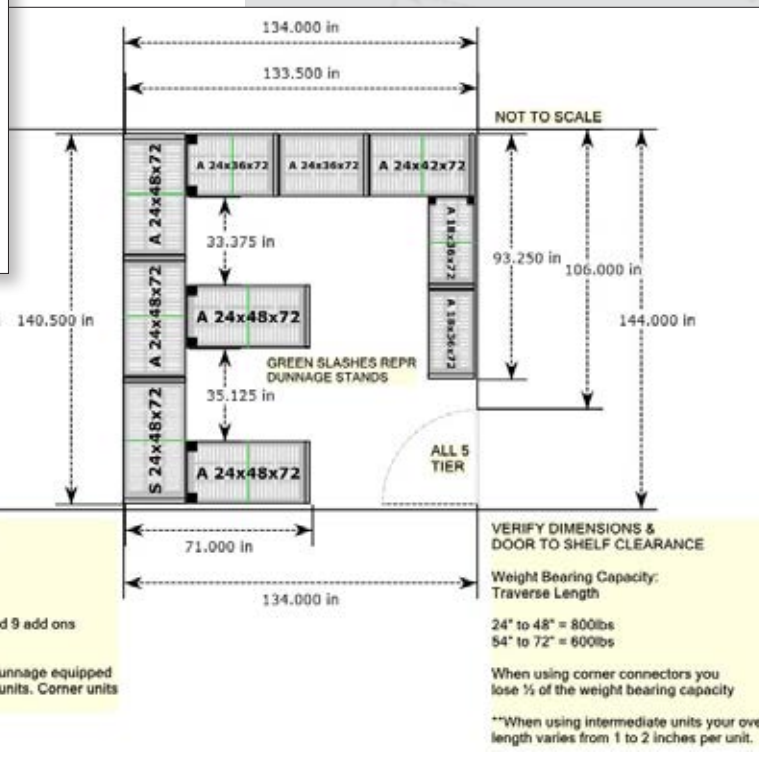 134.000 in
133.500 in
NOT TO SCALE
A 24x48x72
A 24x36x72
A 24x36x72
A 24x42x72
A 18x36x72
33.375 in
93.250 in
106.000 in
A 24x48x72
A 24x48x72
A 18x36x72
140.500 in
144.000 in
GREEN SLASHES REPR
DUNNAGE STANDS
35.125 in
S 24x48x72
A 24x48x72
ALL 5
TIER
71.000 in
134.000 in
d 9 add ons
unnage equipped
units. Corner units
VERIFY DIMENSIONS &
DOOR TO SHELF CLEARANCE
Weight Bearing Capacity:
Traverse Length
24" to 48" = 800lbs
54" to 72" = 600lbs
When using corner connectors you
lose ½ of the weight bearing capacity
**When using intermediate units your ove
length varies from 1 to 2 inches per unit.